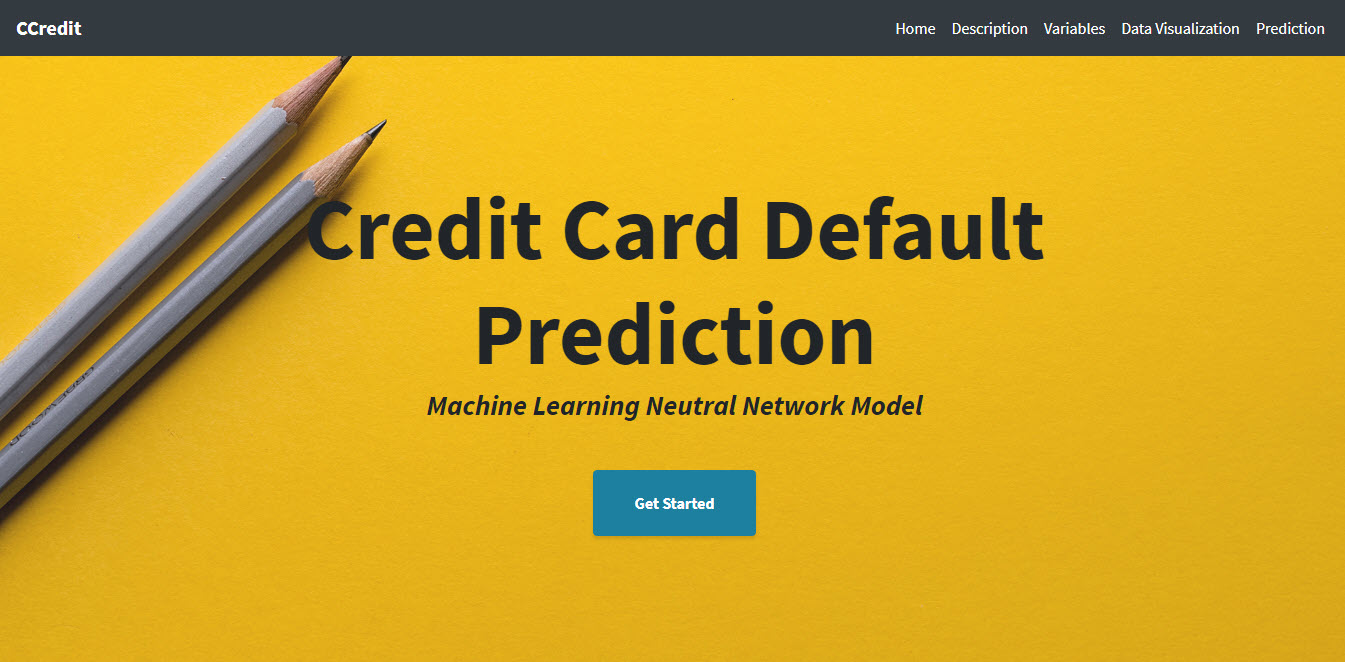 CCredit
Home Description Variables Data Visualization Prediction
Credit Card Default
Prediction
Machine Learning Neutral Network Model
Get Started